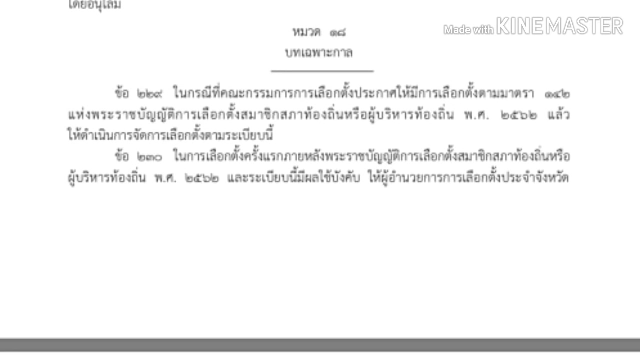 โดยอนุโลม
Made with KINEMASTER
หมวด ๑๘
บทเฉพาะกาล
ข้อ ๒๒๙ ในกรณีที่คณะกรรมการการเลือกตั้งประกาศให้มีการเลือกตั้งตามมาตรา ๑๔๒
แห่งพระราชบัญญัติการเลือกตั้งสมาชิกสภาท้องถิ่นหรือผู้บริหารท้องถิ่น พ.ศ. ๒๕๖๒ แล้ว
ให้ดำเนินการจัดการเลือกตั้งตามระเบียบนี้
ข้อ ๒๓๐ ในการเลือกตั้งครั้งแรกภายหลังพระราชบัญญัติการเลือกตั้งสมาชิกสภาท้องถิ่นหรือ
ผู้บริหารท้องถิ่น พ.ศ. ๒๕๖๒ และระเบียบนี้มีผลใช้บังคับ ให้ผู้อำนวยการการเลือกตั้งประจำจังหวัด